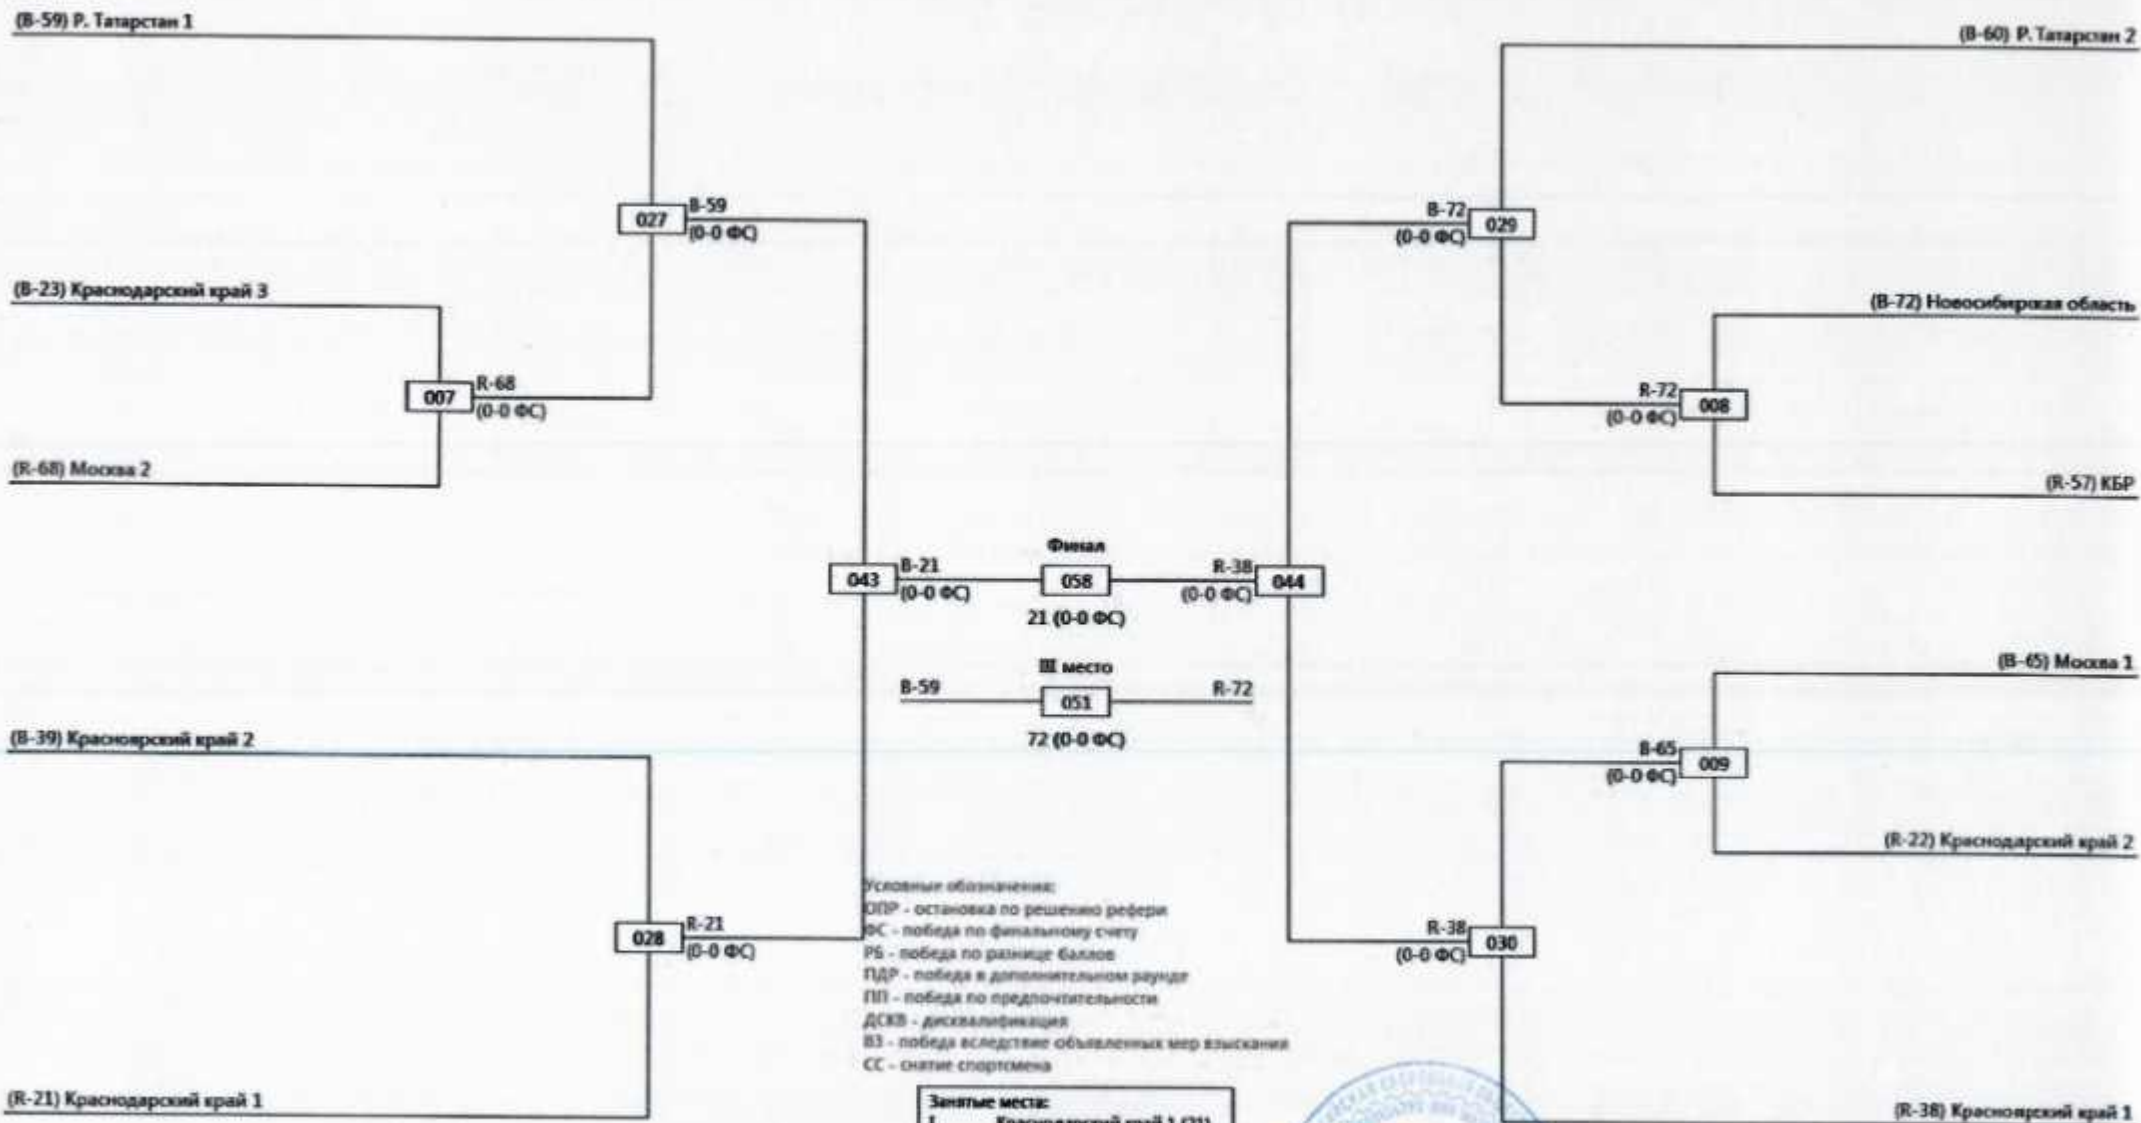 (B-59) Р. Татарстан 1
(B-60) Р. Татарстан 2
B-59
027
(0-0 ФС)
B-72
029
(0-0 ФС)
(B-23) Краснодарский край 3
(B-72) Новосибирская область
R-68
007
(0-0 ФС)
R-72
008
(0-0 ФС)
(R-68) Москва 2
(R-57) КБР
Финал
043
B-21
(0-0 ФС)
058
R-38
(0-0 ФС)
044
21 (0-0 ФС)
III место
B-59
051
R-72
72 (0-0 ФС)
(B-65) Москва 1
(B-39) Красноярский край 2
B-65
009
(0-0 ФС)
(R-22) Краснодарский край 2
R-21
028
(0-0 ФС)
R-38
030
(0-0 ФС)
Условные обозначения:
ОПР - остановка по решению рефери
ФС - победа по финальному счету
РБ - победа по разнице баллов
ПДР - победа в дополнительном раунде
ПП - победа по предпочтительности
ДСКВ - дисквалификация
ВЗ - победа вследствие объявленных мер взыскания
СС - снятие спортсмена
(R-21) Краснодарский край 1
Занятые места:
I Краснодарский край 1 (21)
(R-38) Красноярский край 1